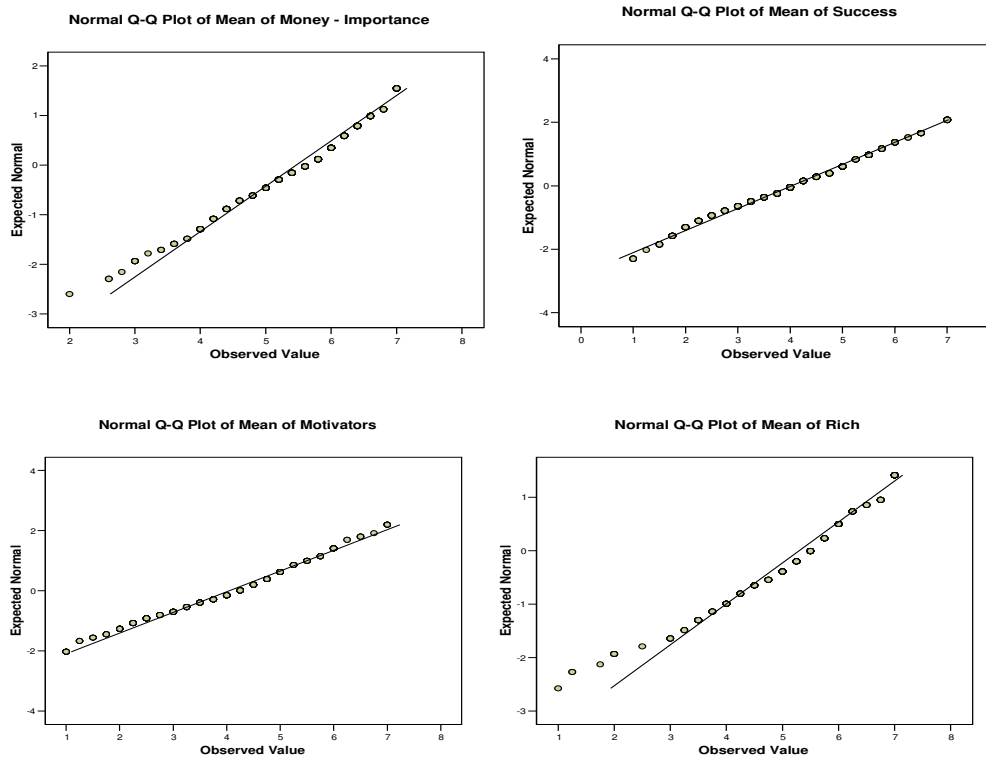 Normal Q-Q Plot of Mean of Money - Importance
2
1
0
-1
-2
-3
Expected Normal
2 3 4 5 6 7 8
Observed Value
Normal Q-Q Plot of Mean of Success
4
2
0
-2
-4
Expected Normal
0 1 2 3 4 5 6 7
Observed Value
Normal Q-Q Plot of Mean of Motivators
4
2
0
-2
-4
Expected Normal
1 2 3 4 5 6 7 8
Observed Value
Normal Q-Q Plot of Mean of Rich
1
0
-1
-2
-3
Expected Normal
1 2 3 4 5 6 7 8
Observed Value